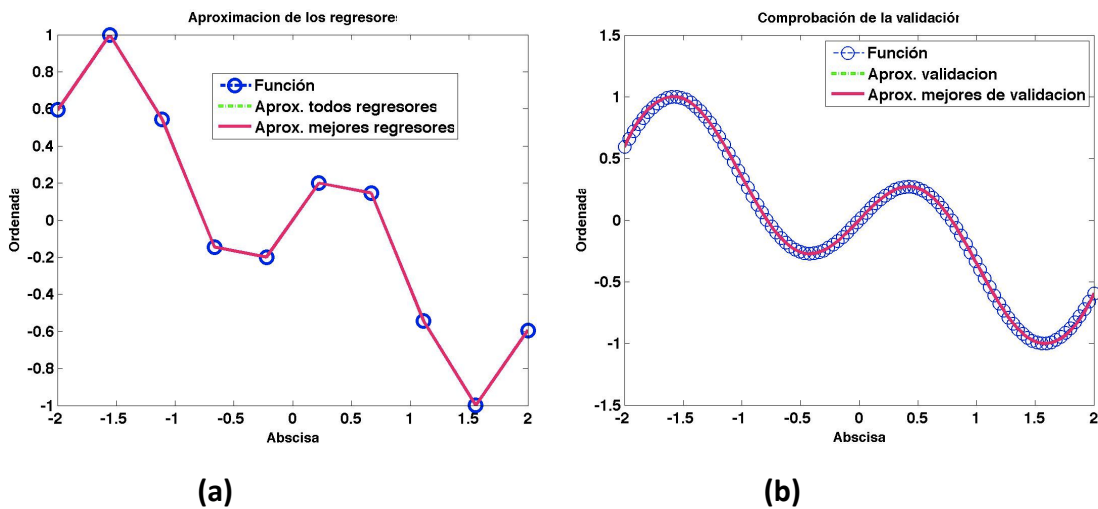 Aproximacion de los regresores
1
0.8
0.6
0.4
0.2
0
-0.2
-0.4
-0.6
-0.8
-1
Ordenada
-2 -1.5 -1 -0.5 0 0.5 1 1.5 2
Abscisa
Función
Aprox. todos regresores
Aprox. mejores regresores
(a)
Comprobación de la validación
1.5
1
0.5
0
-0.5
-1
-1.5
Ordenada
-2 -1.5 -1 -0.5 0 0.5 1 1.5 2
Abscisa
Función
Aprox. validacion
Aprox. mejores de validacion
(b)